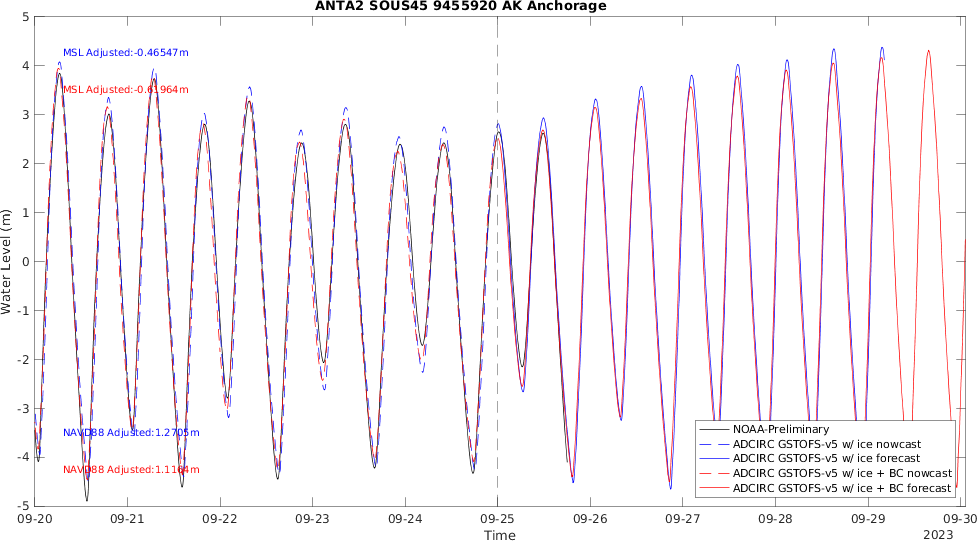 ANTA2 SOUS45 9455920 AK Anchorage
5
4
3
2
1
0
-1
-2
-3
-4
-5
Water Level (m)
MSL Adjusted:-0.46547m
MSL Adjusted:-0.61964m
NAVD88 Adjusted:1.2705m
NAVD88 Adjusted:1.1164m
NOAA-Preliminary
ADCIRC GSTOFS-v5 w/ ice nowcast
ADCIRC GSTOFS-v5 w/ ice forecast
ADCIRC GSTOFS-v5 w/ ice + BC nowcast
ADCIRC GSTOFS-v5 w/ ice + BC forecast
09-20 09-21 09-22 09-23 09-24 09-25 09-26 09-27 09-28 09-29 09-30
Time
2023